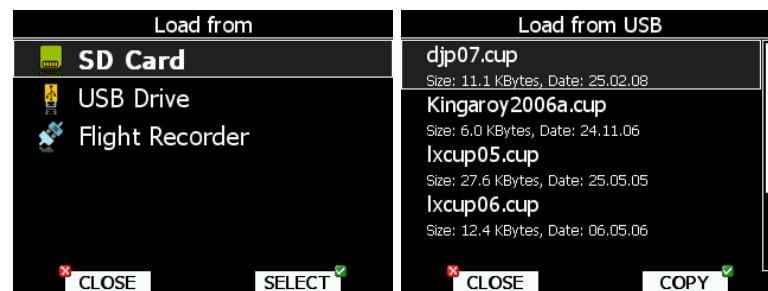 Load from
SD Card
USB Drive
Flight Recorder
CLOSE
SELECT
Load from USB
djp07.cup
Size: 11.1 KBytes, Date: 25.02.08
Kingaroy2006a.cup
Size: 6.0 KBytes, Date: 24.11.06
lxcup05.cup
Size: 27.6 KBytes, Date: 25.05.05
lxcup06.cup
Size: 12.4 KBytes, Date: 06.05.06
CLOSE
COPY